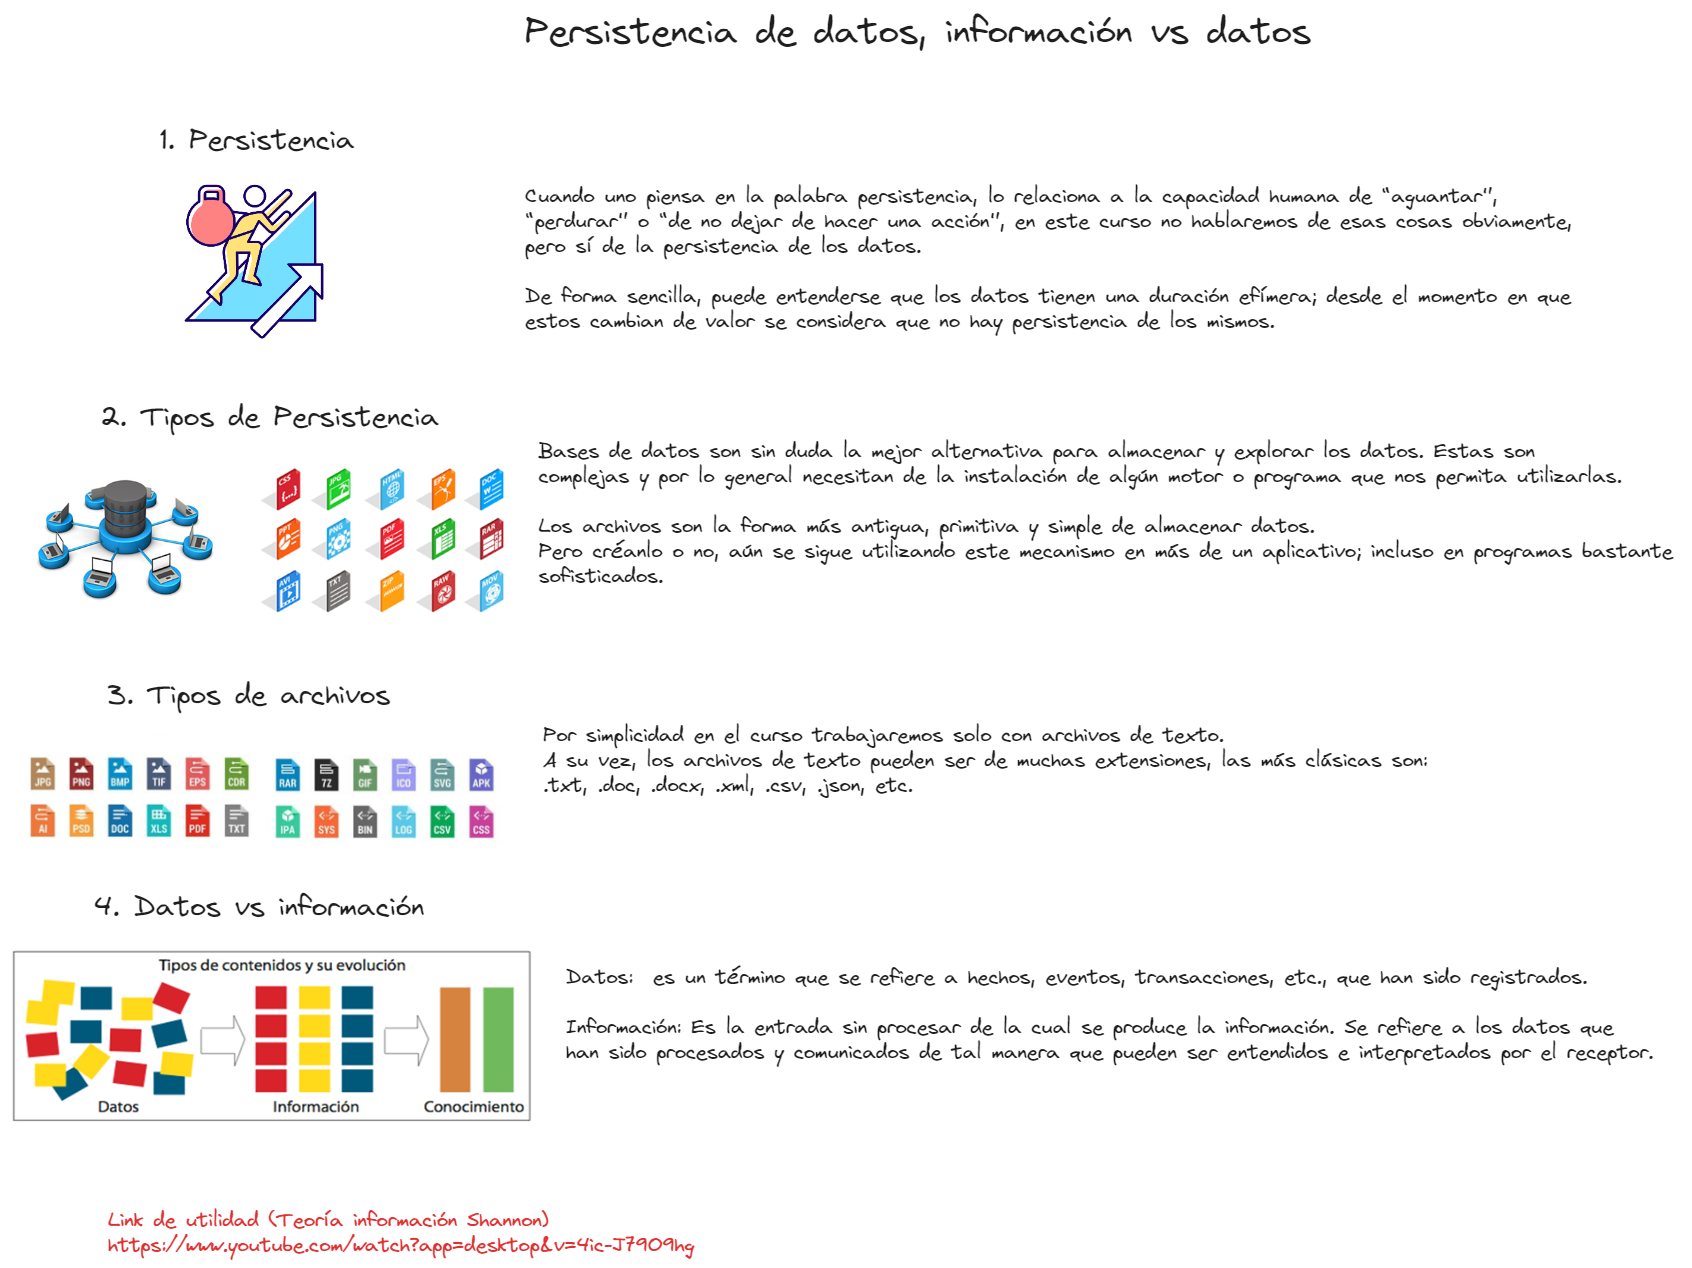 Persistencia de datos, información vs datos
1. Persistencia
Cuando uno piensa en la palabra persistencia, lo relaciona a la capacidad humana de "aguantar",
"perdurar" o "de no dejar de hacer una acción", en este curso no hablaremos de esas cosas obviamente,
pero sí de la persistencia de los datos.
De forma sencilla, puede entenderse que los datos tienen una duración efímera; desde el momento en que
estos cambian de valor se considera que no hay persistencia de los mismos.
2. Tipos de Persistencia
CSS JPG HTML EPS DOC
PPT PNG PDF XLS RAR
AVI TXT ZIP RAW MOV
Bases de datos son sin duda la mejor alternativa para almacenar y explorar los datos. Estas son
complejas y por lo general necesitan de la instalación de algún motor o programa que nos permita utilizarlas.
Los archivos son la forma más antigua, primitiva y simple de almacenar datos.
Pero créanlo o no, aún se sigue utilizando este mecanismo en más de un aplicativo; incluso en programas bastante
sofisticados.
3. Tipos de archivos
JPG PNG BMP TIF EPS CDR RAR 7Z GIF ICO SVG APK
AI PSD DOC XLS PDF TXT IPA SYS BIN LOG CSV CSS
Por simplicidad en el curso trabajaremos solo con archivos de texto.
A su vez, los archivos de texto pueden ser de muchas extensiones, las más clásicas son:
.txt, .doc, .docx, .xml, .csv, .json, etc.
4. Datos vs información
Tipos de contenidos y su evolución
Datos Información Conocimiento
Datos: es un término que se refiere a hechos, eventos, transacciones, etc., que han sido registrados.
Información: Es la entrada sin procesar de la cual se produce la información. Se refiere a los datos que
han sido procesados y comunicados de tal manera que pueden ser entendidos e interpretados por el receptor.
Link de utilidad (Teoría información Shannon)
https://www.youtube.com/watch?app=desktop&v=4ic-J79O9hg